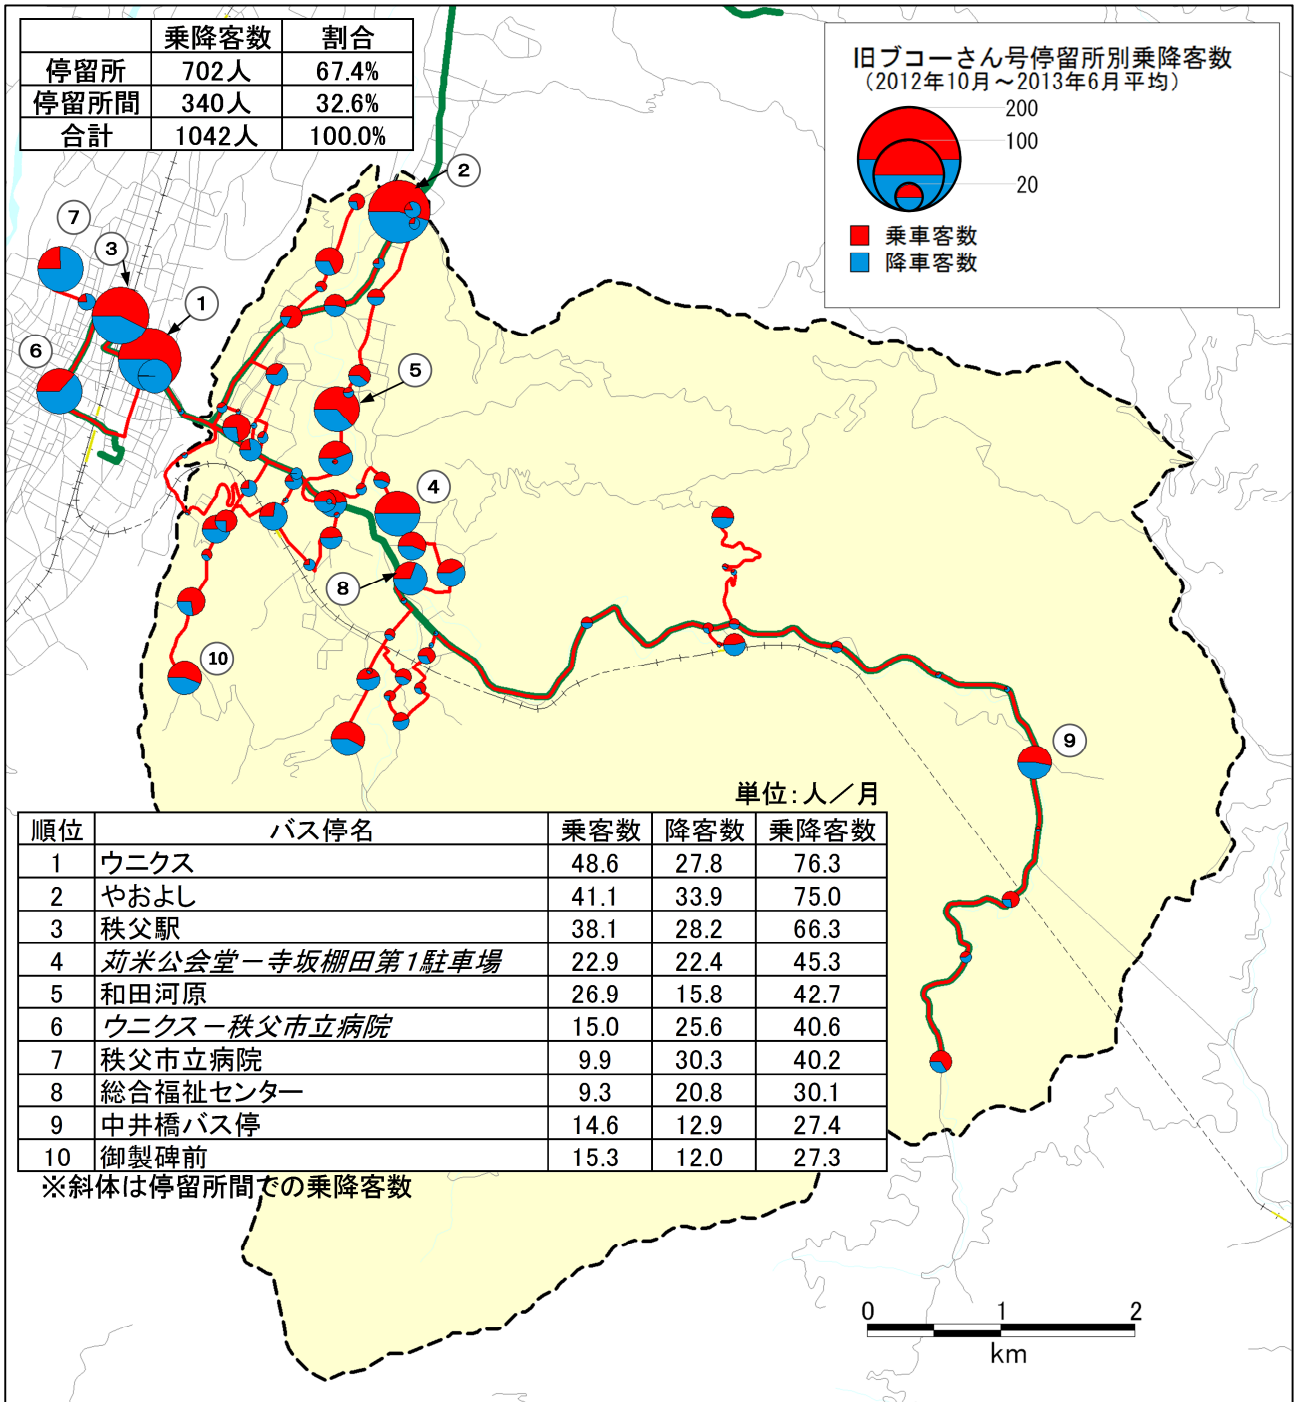 乗降客数 割合
停留所 702人 67.4%
停留所間 340人 32.6%
合計 1042人 100.0%
旧ブコーさん号停留所別乗降客数
(2012年10月～2013年6月平均)
200
100
20
乗車客数
降車客数
2
7
3
1
6
5
4
8
10
9
単位：人／月
順位 バス停名 乗客数 降客数 乗降客数
1 ウニクス 48.6 27.8 76.3
2 やおよし 41.1 33.9 75.0
3 秩父駅 38.1 28.2 66.3
4 苅米公会堂－寺坂棚田第1駐車場 22.9 22.4 45.3
5 和田河原 26.9 15.8 42.7
6 ウニクス－秩父市立病院 15.0 25.6 40.6
7 秩父市立病院 9.9 30.3 40.2
8 総合福祉センター 9.3 20.8 30.1
9 中井橋バス停 14.6 12.9 27.4
10 御製碑前 15.3 12.0 27.3
※斜体は停留所間での乗降客数
0 1 2
km